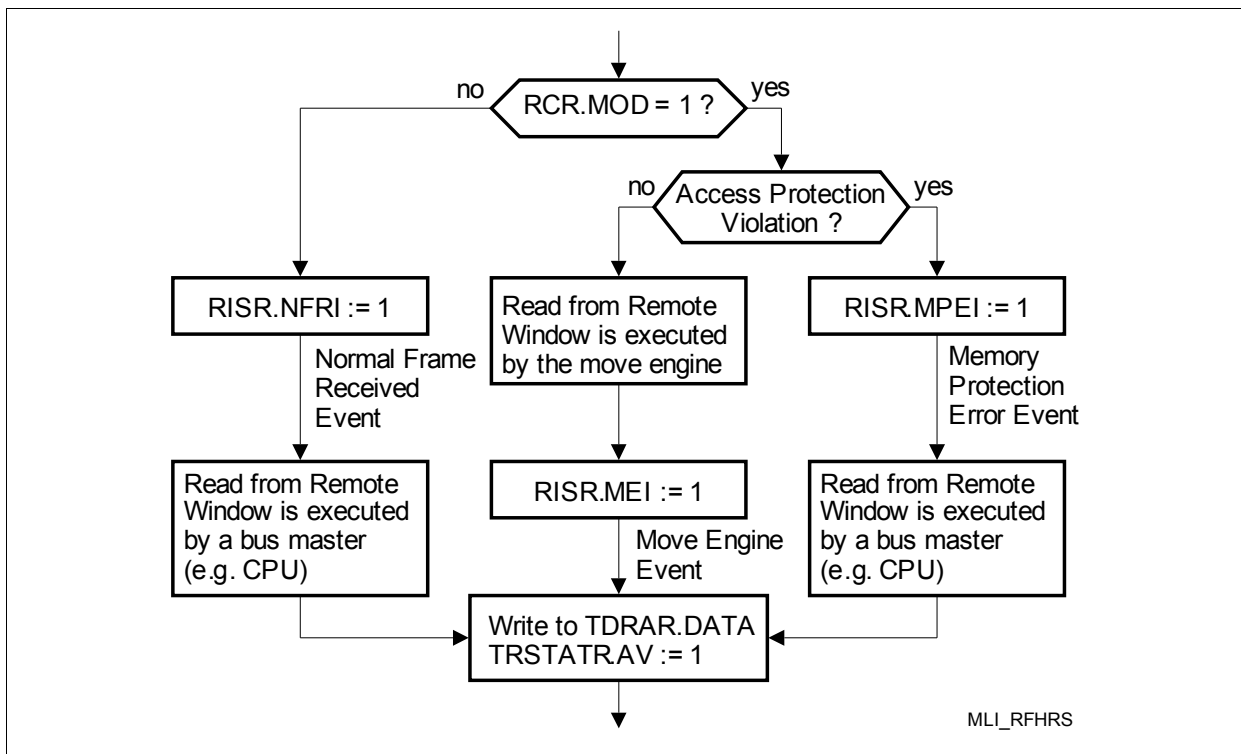 no
RCR.MOD = 1 ?
yes
no
Access Protection
Violation ?
yes
RISR.NFRI := 1
Normal Frame
Received
Event
Read from Remote
Window is executed
by a bus master
(e.g. CPU)
Read from Remote
Window is executed
by the move engine
RISR.MEI := 1
Move Engine
Event
RISR.MPEI := 1
Memory
Protection
Error Event
Read from Remote
Window is executed
by a bus master
(e.g. CPU)
Write to TDRAR.DATA
TRSTATR.AV := 1
MLI_RFHRS